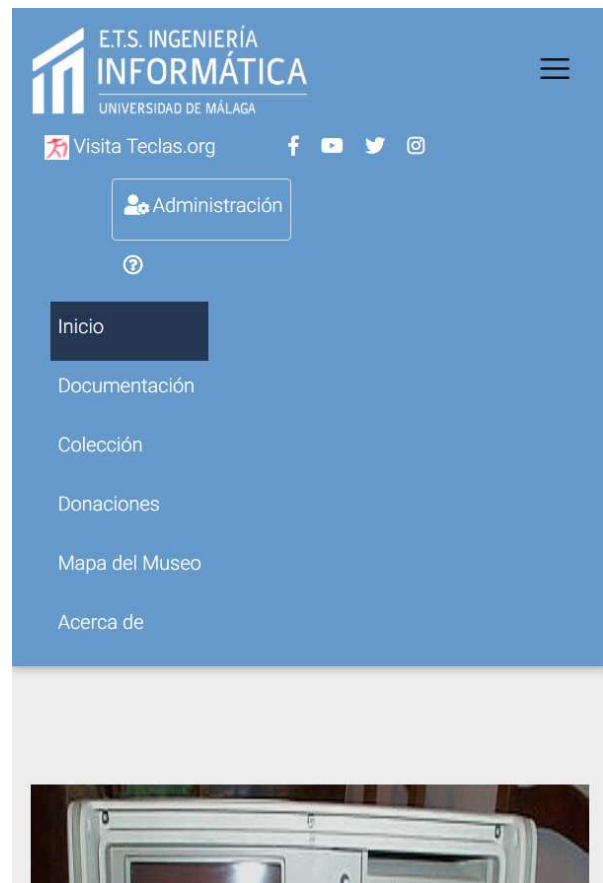 E.T.S. INGENIERÍA
INFORMÁTICA
UNIVERSIDAD DE MÁLAGA
Visita Teclas.org
Administración
Inicio
Documentación
Colección
Donaciones
Mapa del Museo
Acerca de